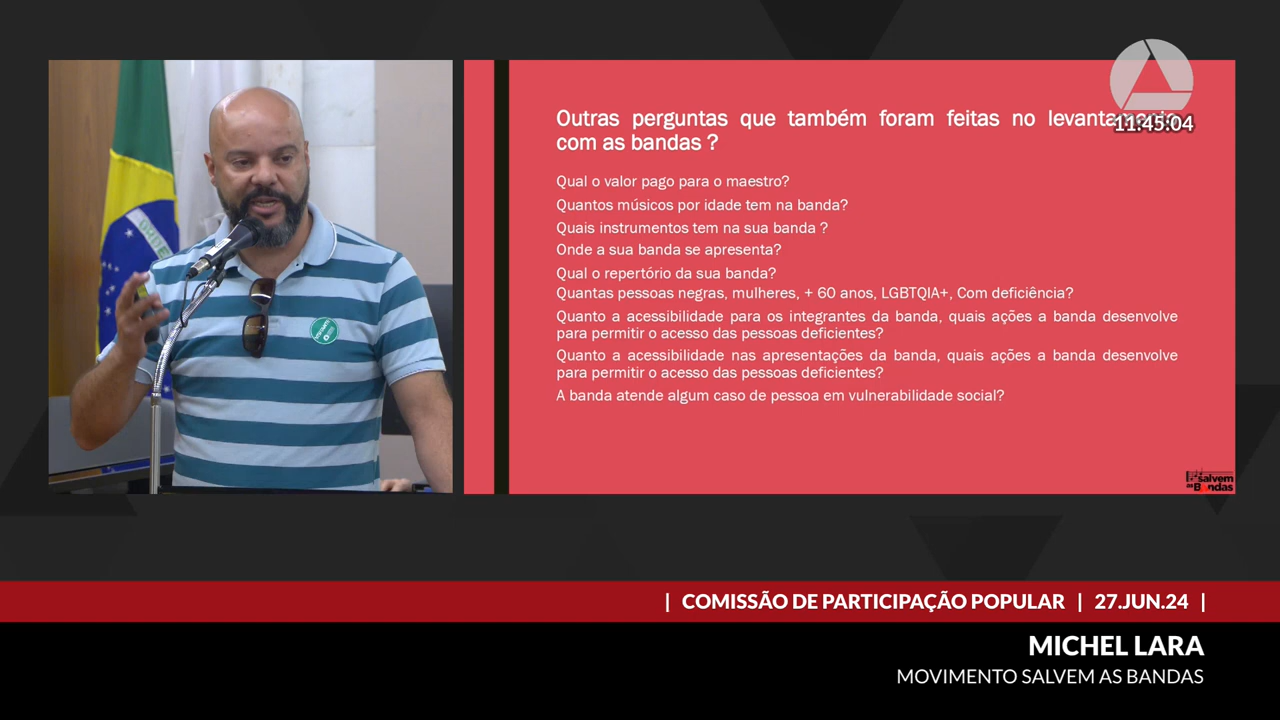 Outras perguntas que também foram feitas no
com as bandas ?
11:45:04
Qual o valor pago para o maestro?
Quantos músicos por idade tem na banda?
Quais instrumentos tem na sua banda ?
Onde a sua banda se apresenta?
Qual o repertório da sua banda?
Quantas pessoas negras, mulheres, + 60 anos, LGBTQIA+, Com deficiência?
Quanto a acessibilidade para os integrantes da banda, quais ações a banda desenvolve
para permitir o acesso das pessoas deficientes?
Quanto a acessibilidade nas apresentações da banda, quais ações a banda desenvolve
para permitir o acesso das pessoas deficientes?
A banda atende algum caso de pessoa em vulnerabilidade social?
salvem
as Bandas
| COMISSÃO DE PARTICIPAÇÃO POPULAR | 27.JUN.24 |
MICHEL LARA
MOVIMENTO SALVEM AS BANDAS